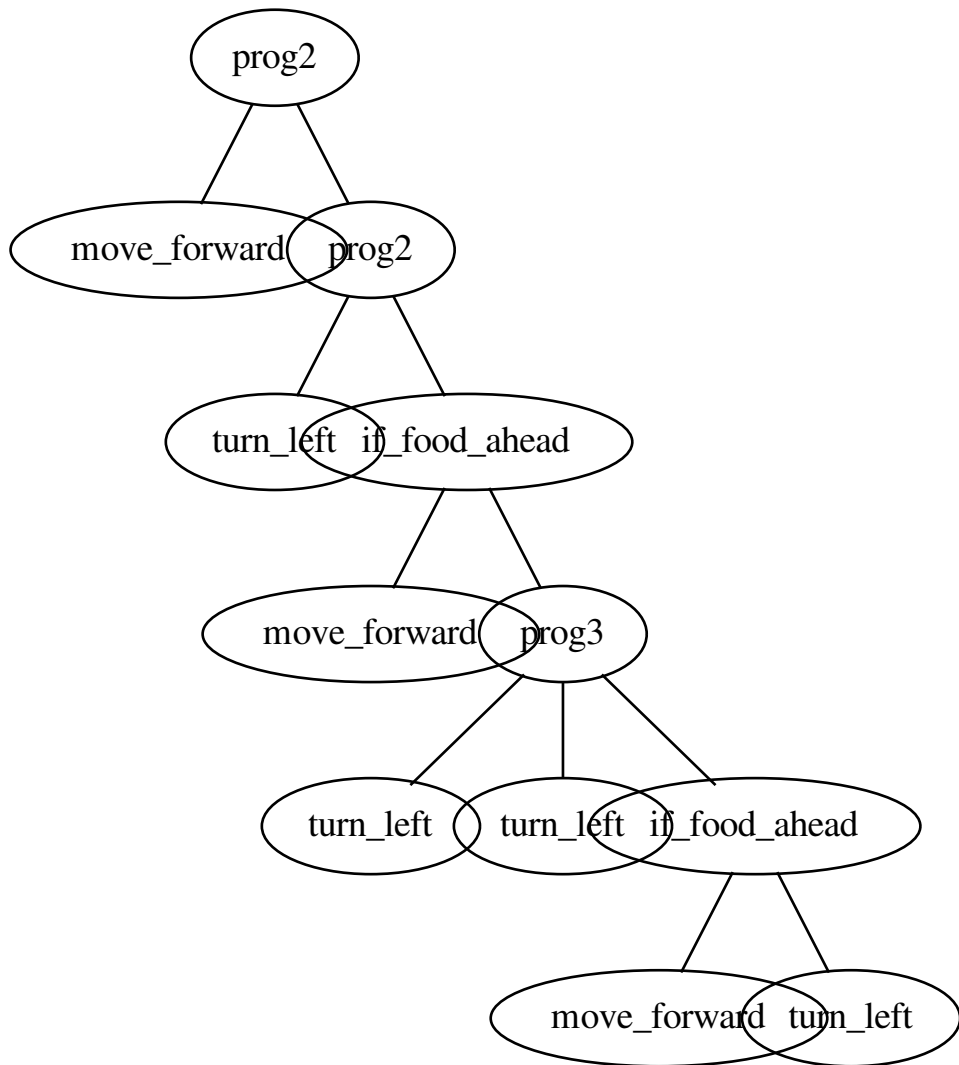 prog2
move_forward prog2
turn_left if_food_ahead
move_forward prog3
turn_left turn_left if_food_ahead
move_forward turn_left